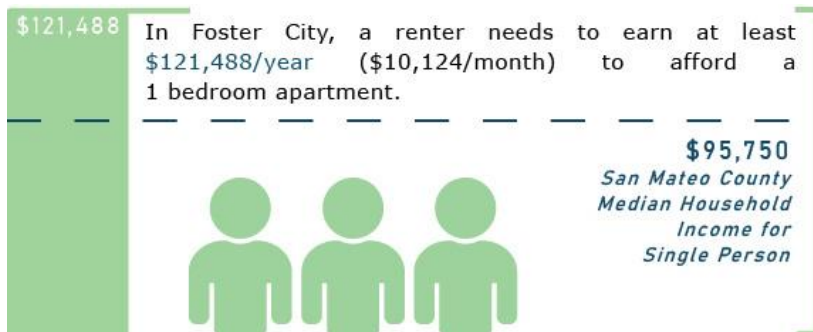 $121,488
In Foster City, a renter needs to earn at least
$121,488/year ($10,124/month) to afford a
1 bedroom apartment.
$95,750
San Mateo County
Median Household
Income for
Single Person